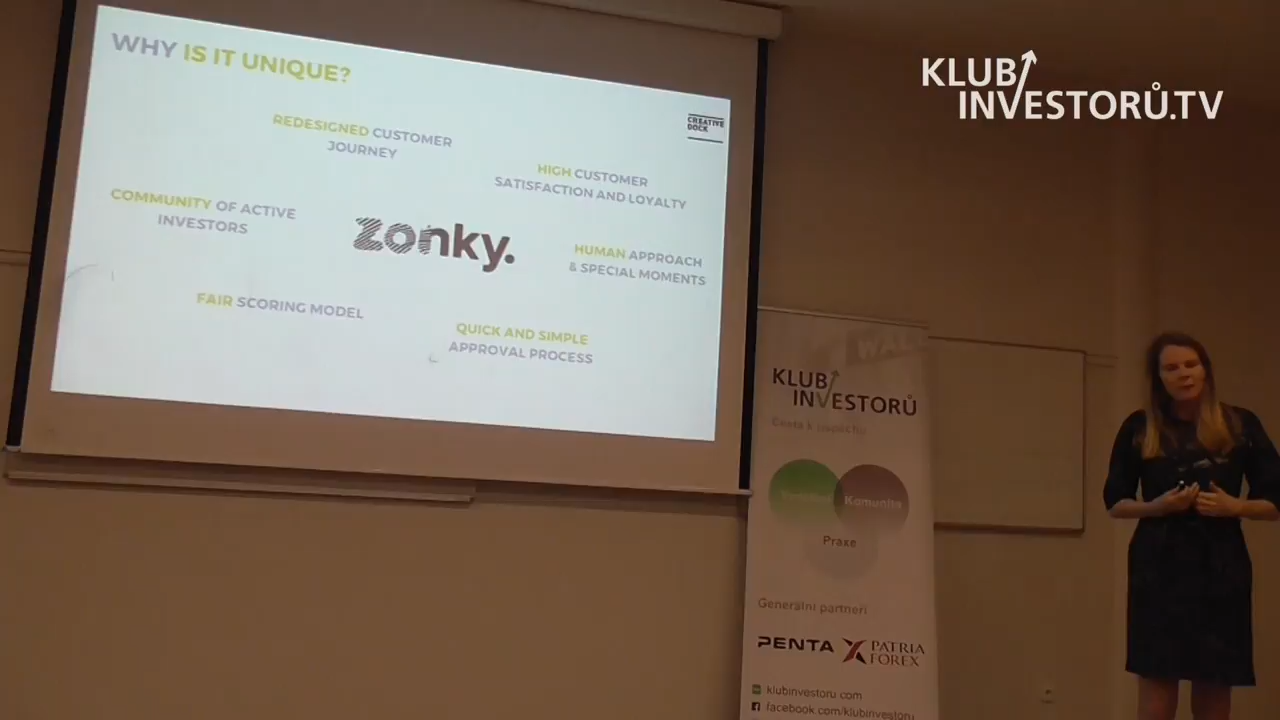 WHY IS IT UNIQUE?
CREATIVE
DOCK
REDESIGNED CUSTOMER
JOURNEY
HIGH CUSTOMER
SATISFACTION AND LOYALTY
COMMUNITY OF ACTIVE
INVESTORS
zonky.
HUMAN APPROACH
& SPECIAL MOMENTS
FAIR SCORING MODEL
QUICK AND SIMPLE
APPROVAL PROCESS
KLUB
INVESTORŮ.TV
KLUB
INVESTORŮ
Cesta k úspěchu
Komunita
Praxe
Generální partneři
PENTA
PATRIA
FOREX
klubinvestoru.com
facebook.com/klubinvestoru